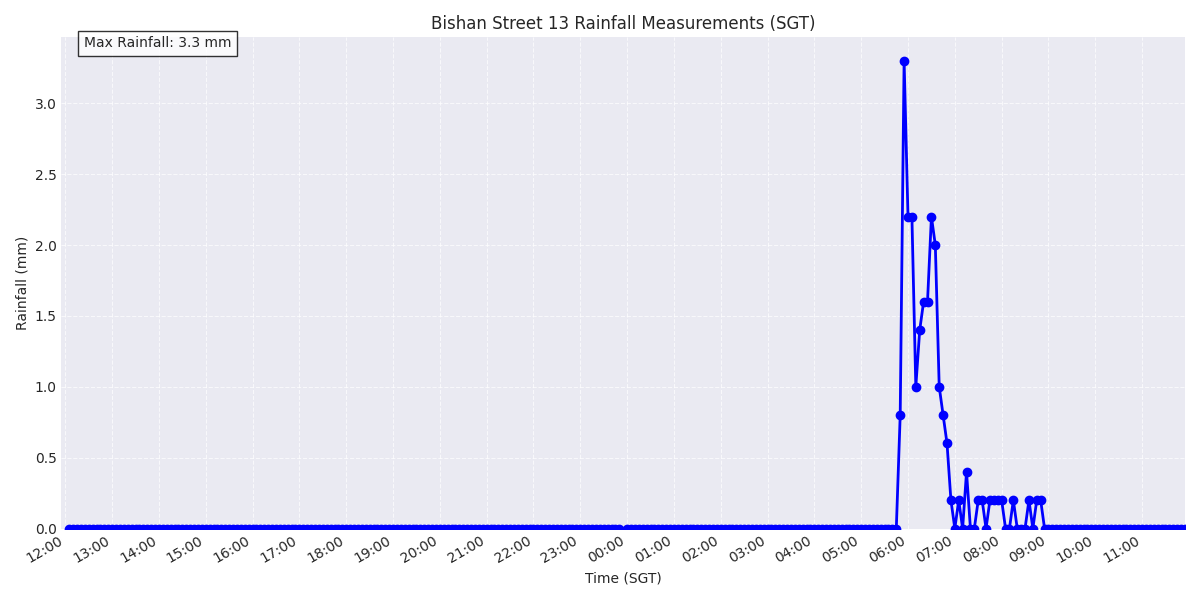 Bishan Street 13 Rainfall Measurements (SGT)
Max Rainfall: 3.3 mm
Rainfall (mm)
3.0
2.5
2.0
1.5
1.0
0.5
0.0
12:00 13:00 14:00 15:00 16:00 17:00 18:00 19:00 20:00 21:00 22:00 23:00 00:00 01:00 02:00 03:00 04:00 05:00 06:00 07:00 08:00 09:00 10:00 11:00
Time (SGT)